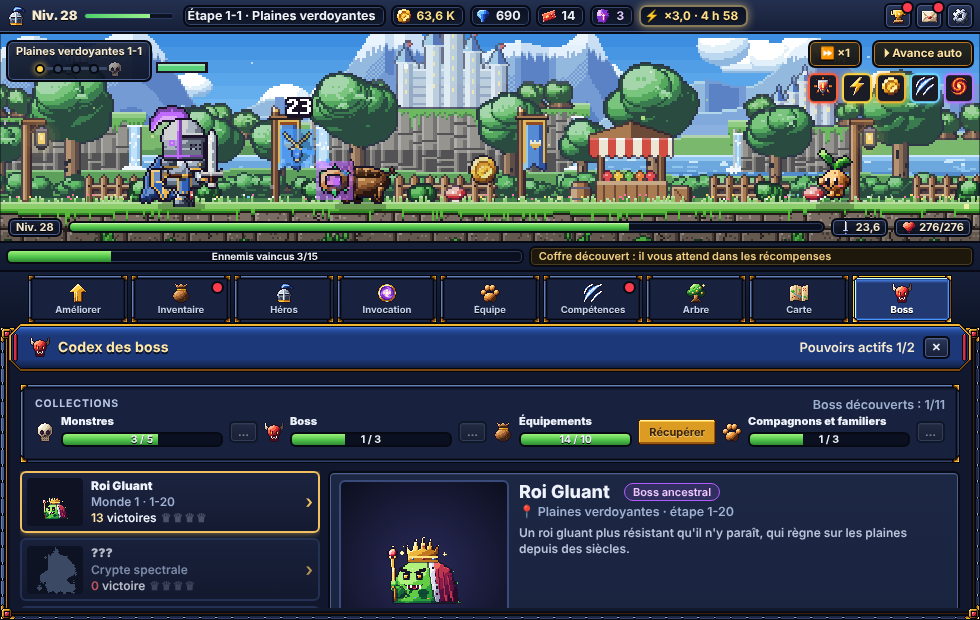 Niv. 28
Étape 1-1 · Plaines verdoyantes
63,6 K
690
14
3
×3,0 · 4 h 58
Plaines verdoyantes 1-1
×1
Avance auto
23
Niv. 28
23,6
276/276
Ennemis vaincus 3/15
Coffre découvert : il vous attend dans les récompenses
Améliorer
Inventaire
Héros
Invocation
Equipe
Compétences
Arbre
Carte
Boss
Codex des boss
Pouvoirs actifs 1/2
×
COLLECTIONS
Boss découverts : 1/11
Monstres
3 / 5
...
Boss
1 / 3
...
Équipements
14 / 10
Récupérer
Compagnons et familiers
1 / 3
...
Roi Gluant
Monde 1 · 1-20
13 victoires
???
Crypte spectrale
0 victoire
Roi Gluant
Boss ancestral
Plaines verdoyantes · étape 1-20
Un roi gluant plus résistant qu'il n'y paraît, qui règne sur les plaines
depuis des siècles.